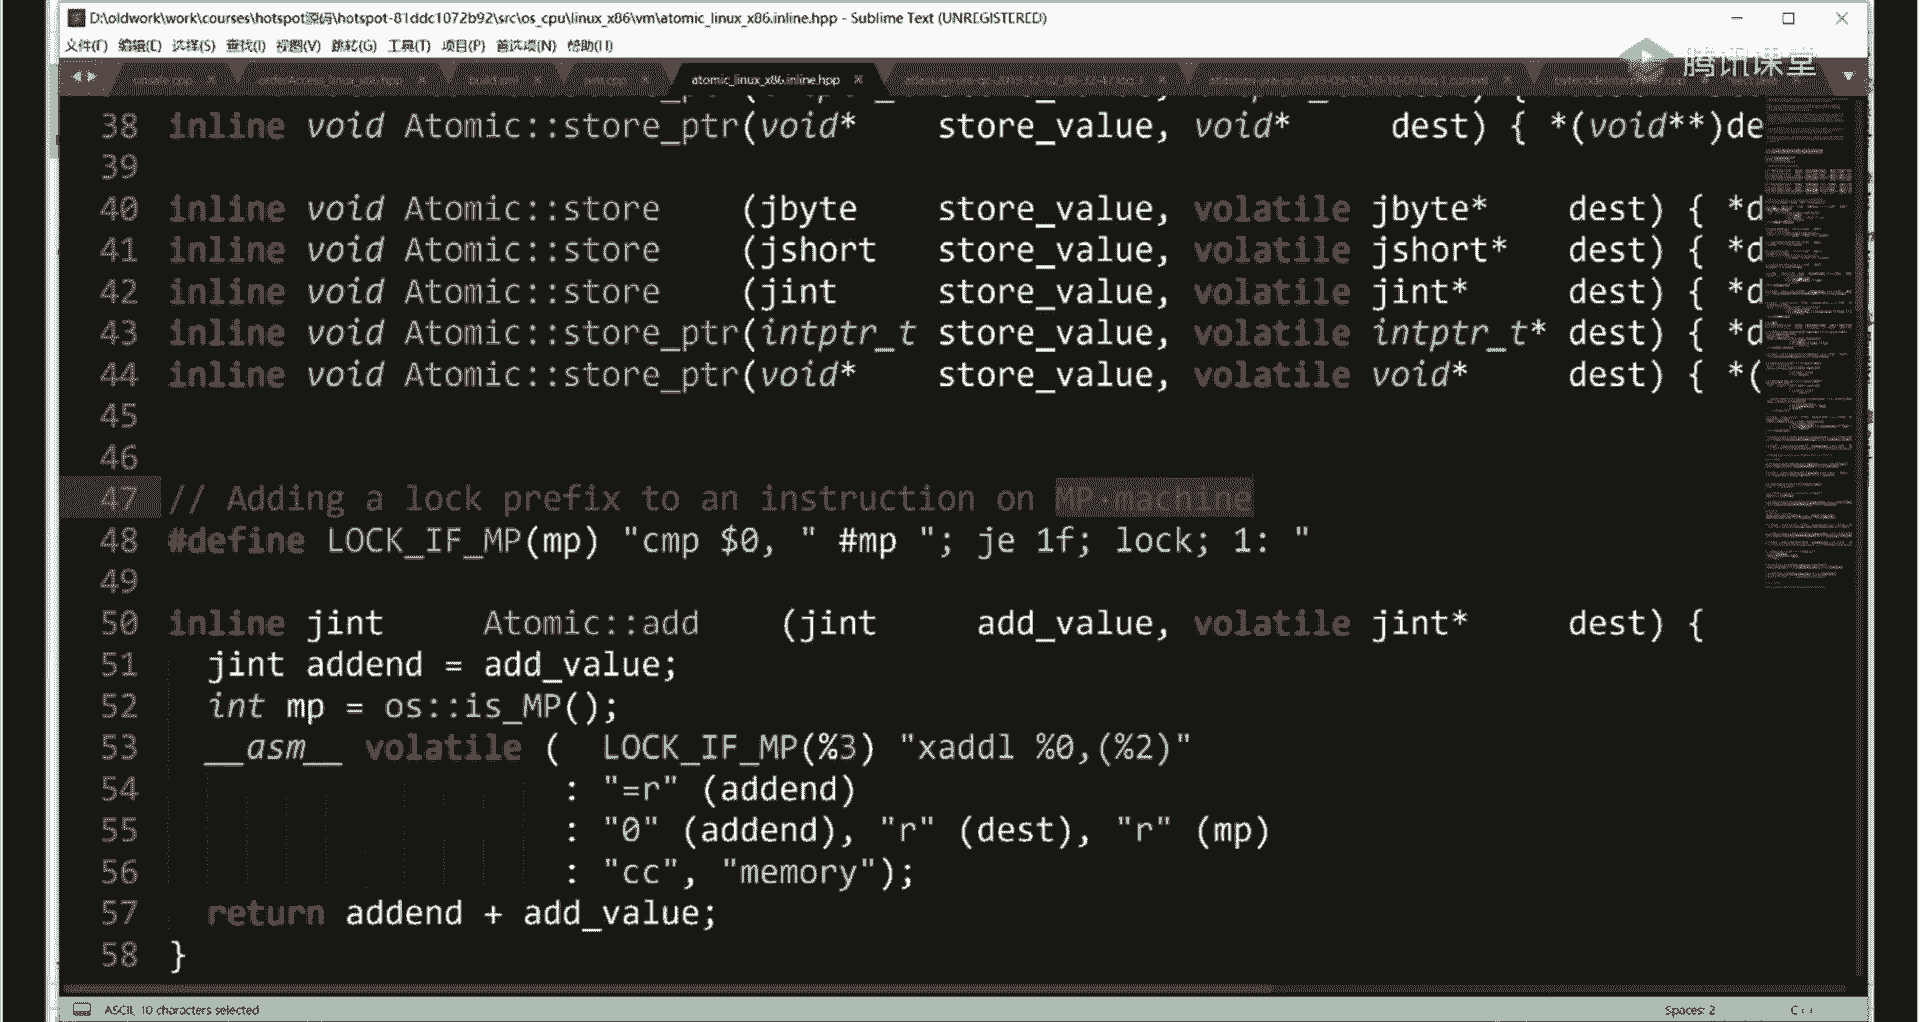 D:\oldwork\work\courses\hotspot源码\hotspot-81ddc1072b92\src\os_cpu\linux_x86\vm\atomic_linux_x86.inline.hpp - Sublime Text (UNREGISTERED)
文件(F) 编辑(E) 选择(S) 查找(I) 视图(V) 跳转(G) 工具(T) 项目(P) 首选项(N) 帮助(H)
腾讯课堂
atomic_linux_x86.inline.hpp
38 inline void Atomic::store_ptr(void* store_value, void* dest) { *(void**)de
39
40 inline void Atomic::store (jbyte store_value, volatile jbyte* dest) { *d
41 inline void Atomic::store (jshort store_value, volatile jshort* dest) { *d
42 inline void Atomic::store (jint store_value, volatile jint* dest) { *d
43 inline void Atomic::store_ptr(intptr_t store_value, volatile intptr_t* dest) { *d
44 inline void Atomic::store_ptr(void* store_value, volatile void* dest) { *(
45
46
47 // Adding a lock prefix to an instruction on MP machine
48 #define LOCK_IF_MP(mp) "cmp $0, " #mp "; je 1f; lock; 1: "
49
50 inline jint Atomic::add (jint add_value, volatile jint* dest) {
51 jint addend = add_value;
52 int mp = os::is_MP();
53 __asm__ volatile ( LOCK_IF_MP(%3) "xaddl %0,(%2)"
54 : "=r" (addend)
55 : "0" (addend), "r" (dest), "r" (mp)
56 : "cc", "memory");
57 return addend + add_value;
58 }
ASCII, 10 characters selected
Spaces: 2
C++